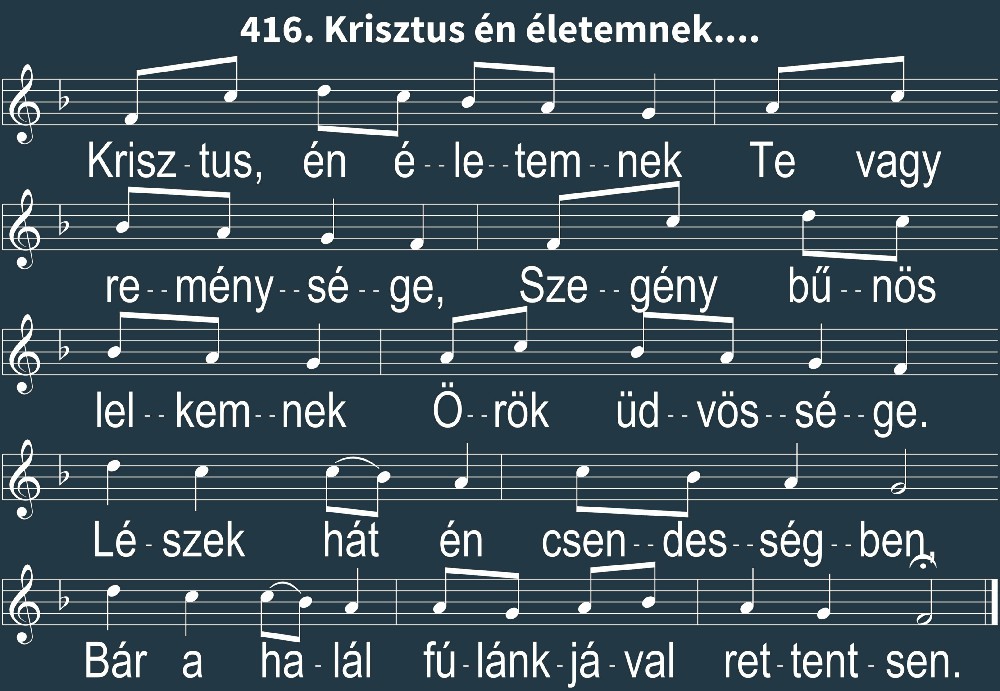 416. Krisztus én életemnek....
Krisz - tus, én é - - le - - tem - - nek Te vagy
re - - mény - - sé - - ge, Sze - - gény bű - - nös
lel - - kem - - nek Ö - - rök üd - - vös - - sé - - ge.
Lé - szek hát én csen - - des - - ség - - ben,
Bár a ha - lál fú - lánk - já - val ret - tent - sen.